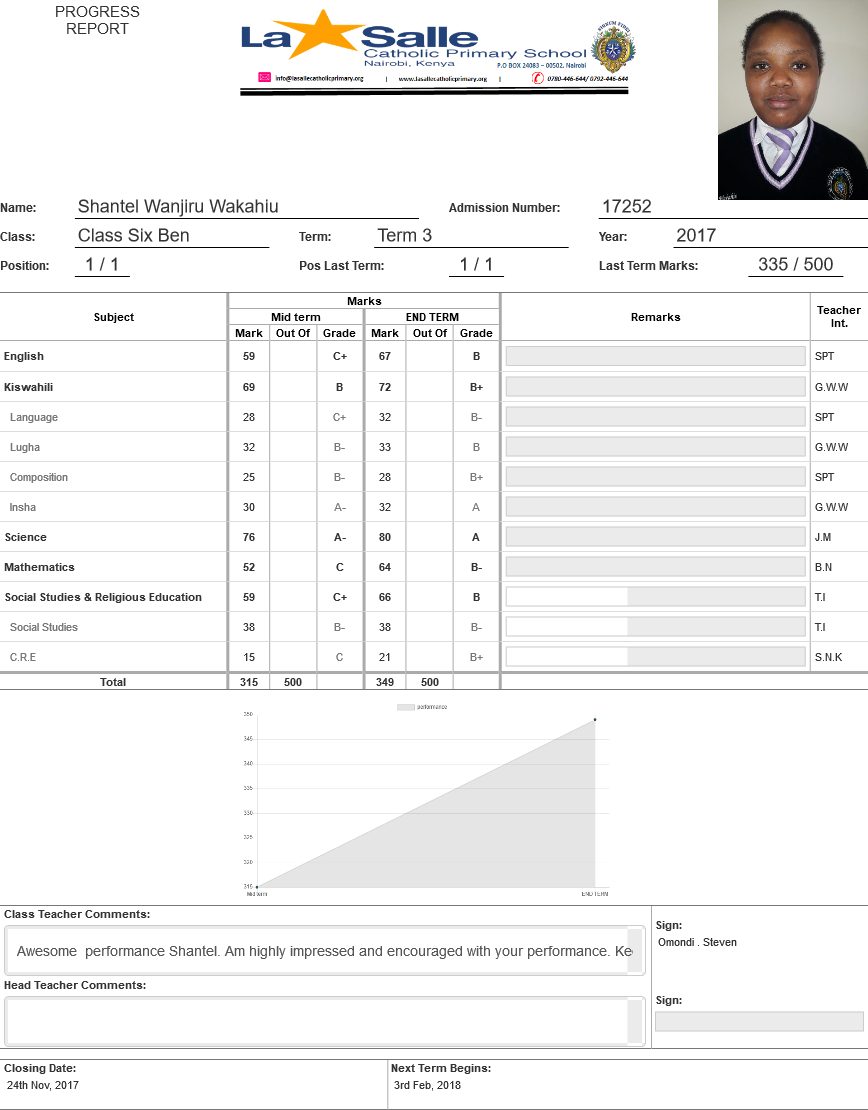 PROGRESS
REPORT
La Salle
Catholic Primary School
Nairobi, Kenya
P.O BOX 24083 – 00502, Nairobi
info@lasallecatholicprimary.org | www.lasallecatholicprimary.org | 0780-446-644/ 0792-446-644
Name: Shantel Wanjiru Wakahiu Admission Number: 17252
Class: Class Six Ben Term: Term 3 Year: 2017
Position: 1 / 1 Pos Last Term: 1 / 1 Last Term Marks: 335 / 500
Subject Marks Remarks Teacher Int.
Mid term END TERM
Mark Out Of Grade Mark Out Of Grade
English 59 C+ 67 B SPT
Kiswahili 69 B 72 B+ G.W.W
Language 28 C+ 32 B- SPT
Lugha 32 B- 33 B G.W.W
Composition 25 B- 28 B+ SPT
Insha 30 A- 32 A G.W.W
Science 76 A- 80 A J.M
Mathematics 52 C 64 B- B.N
Social Studies & Religious Education 59 C+ 66 B T.I
Social Studies 38 B- 38 B- T.I
C.R.E 15 C 21 B+ S.N.K
Total 315 500 349 500
performance
350
345
340
335
330
325
320
315
Mid term END TERM
Class Teacher Comments:
Awesome performance Shantel. Am highly impressed and encouraged with your performance. Ke
Sign:
Omondi . Steven
Head Teacher Comments:
Sign:
Closing Date: Next Term Begins:
24th Nov, 2017 3rd Feb, 2018